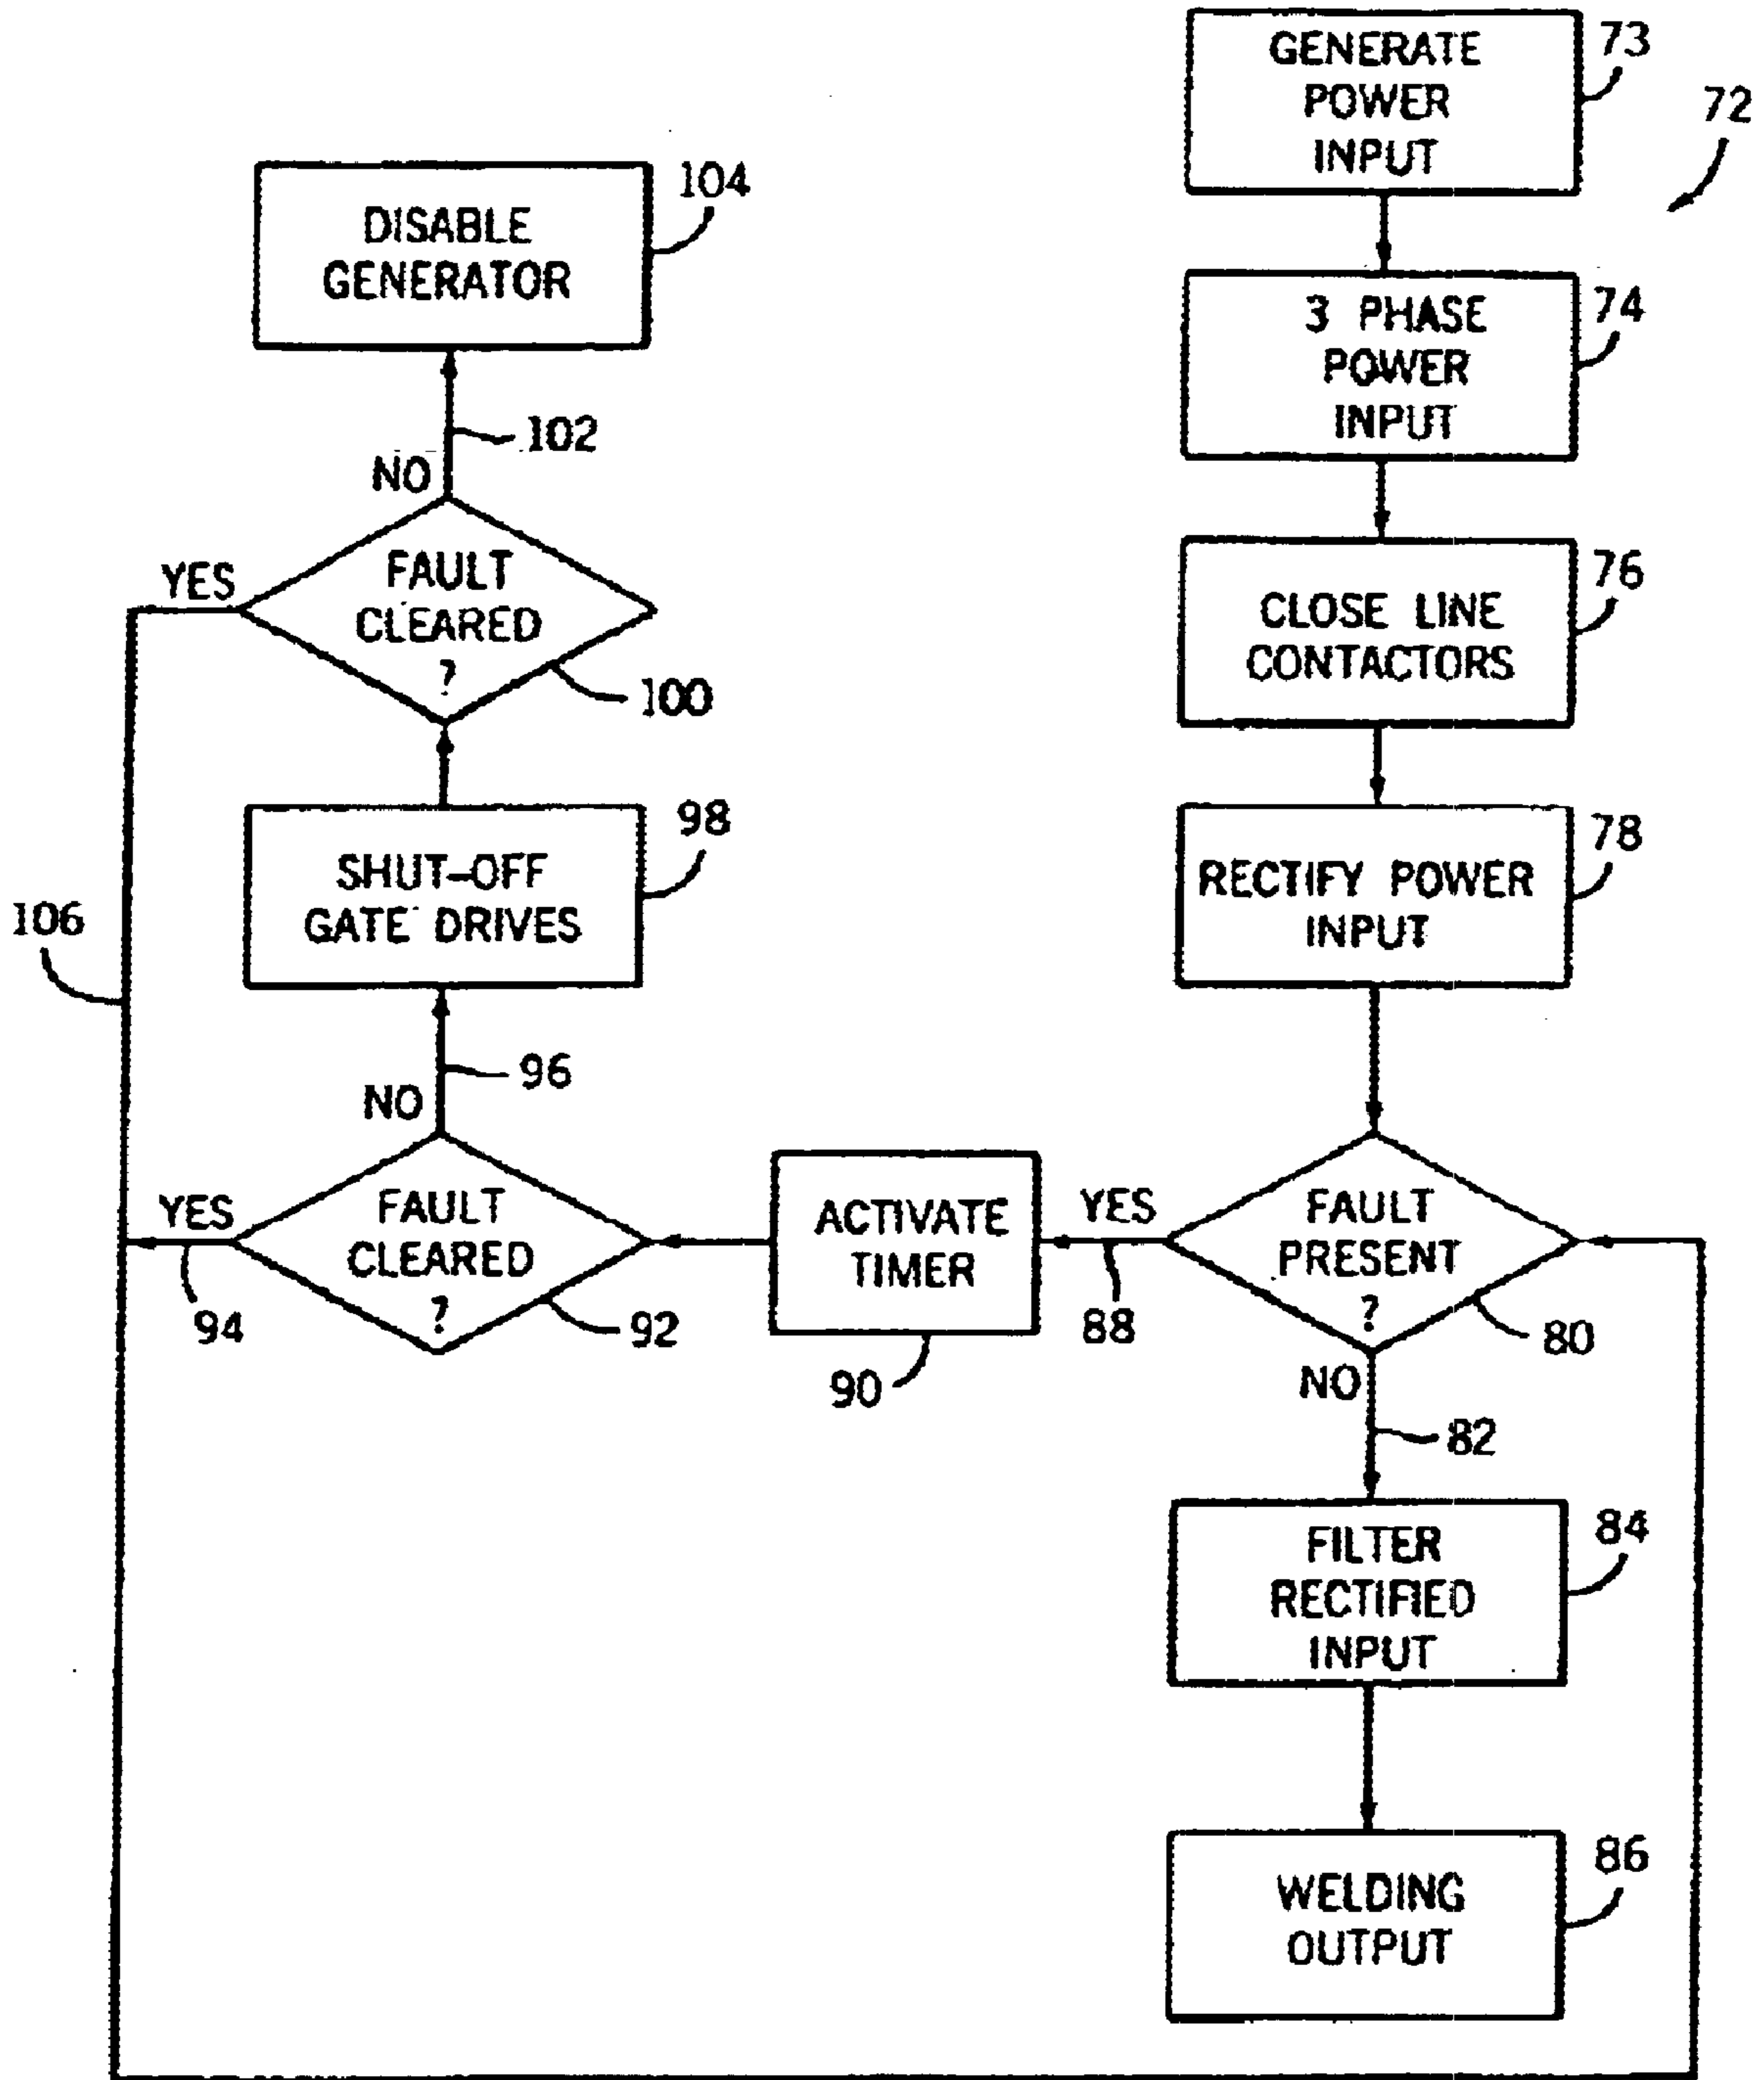 GENERATE
POWER
INPUT
73
72
3 PHASE
POWER
INPUT
74
CLOSE LINE
CONTACTORS
76
RECTIFY POWER
INPUT
78
FAULT
PRESENT
?
80
YES
88
NO
82
ACTIVATE
TIMER
90
FAULT
CLEARED
?
92
YES
94
NO
96
SHUT-OFF
GATE DRIVES
98
FAULT
CLEARED
?
100
YES
106
NO
102
DISABLE
GENERATOR
104
FILTER
RECTIFIED
INPUT
84
WELDING
OUTPUT
86